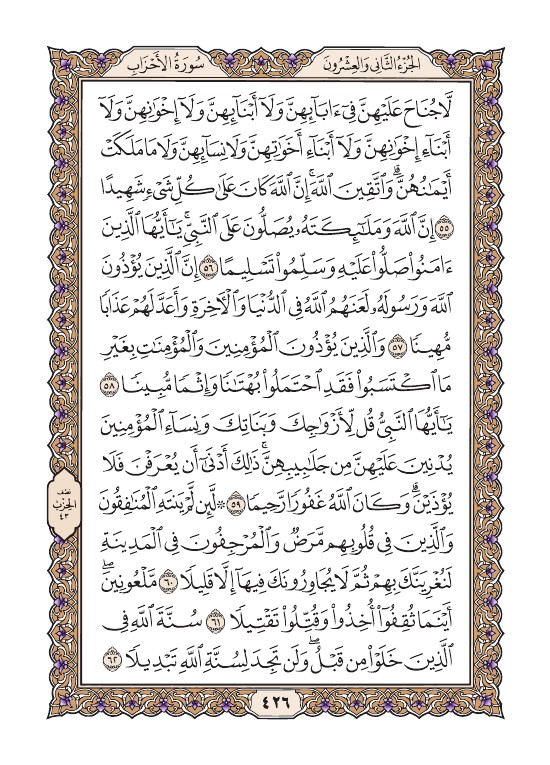 الجُزْءُ الثَّانِي وَالعِشْرُونَ
سُورَةُ الأَحْزَابِ
لَّا جُنَاحَ عَلَيْهِنَّ فِىٓ ءَابَآئِهِنَّ وَلَآ أَبْنَآئِهِنَّ وَلَآ إِخْوَٰنِهِنَّ وَلَآ
أَبْنَآءِ إِخْوَٰنِهِنَّ وَلَآ أَبْنَآءِ أَخَوَٰتِهِنَّ وَلَا نِسَآئِهِنَّ وَلَا مَا مَلَكَتْ
أَيْمَٰنُهُنَّۗ وَٱتَّقِينَ ٱللَّهَۚ إِنَّ ٱللَّهَ كَانَ عَلَىٰ كُلِّ شَىْءٍ شَهِيدًا
٥٥ إِنَّ ٱللَّهَ وَمَلَٰٓئِكَتَهُۥ يُصَلُّونَ عَلَى ٱلنَّبِىِّۚ يَٰٓأَيُّهَا ٱلَّذِينَ
ءَامَنُوا۟ صَلُّوا۟ عَلَيْهِ وَسَلِّمُوا۟ تَسْلِيمًا ٥٦ إِنَّ ٱلَّذِينَ يُؤْذُونَ
ٱللَّهَ وَرَسُولَهُۥ لَعَنَهُمُ ٱللَّهُ فِى ٱلدُّنْيَا وَٱلْءَاخِرَةِ وَأَعَدَّ لَهُمْ عَذَابًا
مُّهِينًا ٥٧ وَٱلَّذِينَ يُؤْذُونَ ٱلْمُؤْمِنِينَ وَٱلْمُؤْمِنَٰتِ بِغَيْرِ
مَا ٱكْتَسَبُوا۟ فَقَدِ ٱحْتَمَلُوا۟ بُهْتَٰنًا وَإِثْمًا مُّبِينًا ٥٨
يَٰٓأَيُّهَا ٱلنَّبِىُّ قُل لِّأَزْوَٰجِكَ وَبَنَاتِكَ وَنِسَآءِ ٱلْمُؤْمِنِينَ
يُدْنِينَ عَلَيْهِنَّ مِن جَلَٰبِيبِهِنَّۚ ذَٰلِكَ أَدْنَىٰٓ أَن يُعْرَفْنَ فَلَا
يُؤْذَيْنَۗ وَكَانَ ٱللَّهُ غَفُورًا رَّحِيمًا ٥٩ ۞ لَّئِن لَّمْ يَنتَهِ ٱلْمُنَٰفِقُونَ
وَٱلَّذِينَ فِى قُلُوبِهِم مَّرَضٌ وَٱلْمُرْجِفُونَ فِى ٱلْمَدِينَةِ
لَنُغْرِيَنَّكَ بِهِمْ ثُمَّ لَا يُجَاوِرُونَكَ فِيهَآ إِلَّا قَلِيلًا ٦٠ مَّلْعُونِينَۖ
أَيْنَمَا ثُقِفُوٓا۟ أُخِذُوا۟ وَقُتِّلُوا۟ تَقْتِيلًا ٦١ سُنَّةَ ٱللَّهِ فِى
ٱلَّذِينَ خَلَوْا۟ مِن قَبْلُۖ وَلَن تَجِدَ لِسُنَّةِ ٱللَّهِ تَبْدِيلًا ٦٢
نصف
الحزب
٤٣
٤٢٦